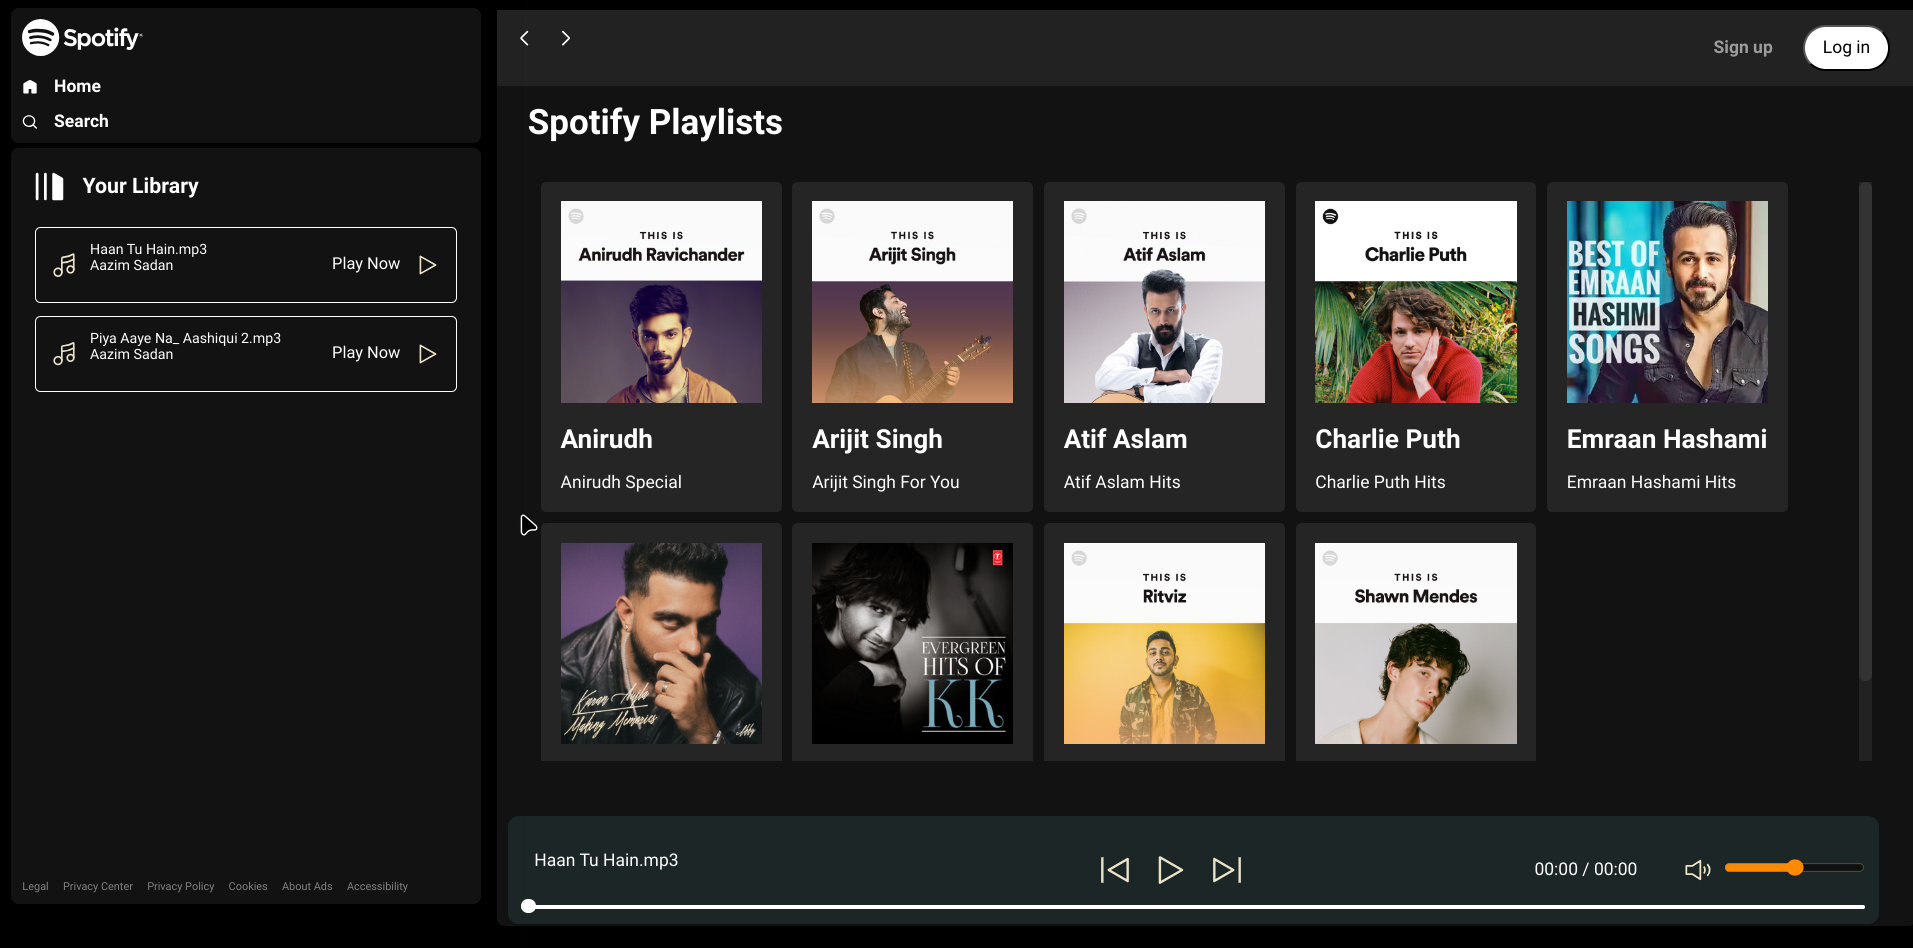 Spotify
Home
Search
Your Library
Haan Tu Hain.mp3
Aazim Sadan
Play Now
Piya Aaye Na_ Aashiqui 2.mp3
Aazim Sadan
Play Now
Legal Privacy Center Privacy Policy Cookies About Ads Accessibility
Sign up
Log in
Spotify Playlists
THIS IS
Anirudh Ravichander
Anirudh
Anirudh Special
THIS IS
Arijit Singh
Arijit Singh
Arijit Singh For You
THIS IS
Atif Aslam
Atif Aslam
Atif Aslam Hits
THIS IS
Charlie Puth
Charlie Puth
Charlie Puth Hits
BEST OF
EMRAAN
HASHMI
SONGS
Emraan Hashami
Emraan Hashami Hits
Karan Aujla
Making Memories
T
EVERGREEN
HITS OF
KK
THIS IS
Ritviz
THIS IS
Shawn Mendes
Haan Tu Hain.mp3
00:00 / 00:00